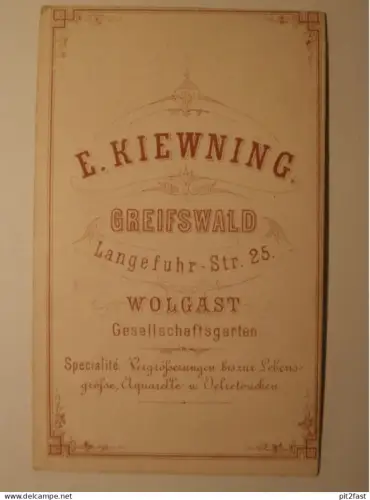 E. KIEWNING.
GREIFSWALD
Langefuhr-Str. 25.
WOLGAST
Gesellschaftsgarten
Specialité: Vergrösserungen bis zur Lebens-
grösse, Aquarelle u Oelretouchen
www.delcampe.net
pit2fast